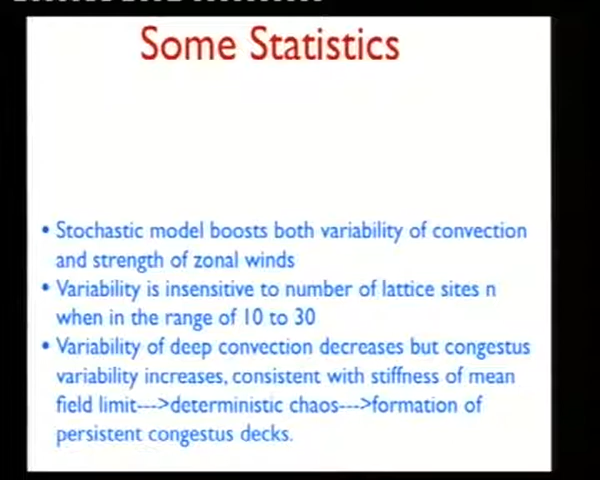 Some Statistics
• Stochastic model boosts both variability of convection
and strength of zonal winds
• Variability is insensitive to number of lattice sites n
when in the range of 10 to 30
• Variability of deep convection decreases but congestus
variability increases, consistent with stiffness of mean
field limit--->deterministic chaos--->formation of
persistent congestus decks.